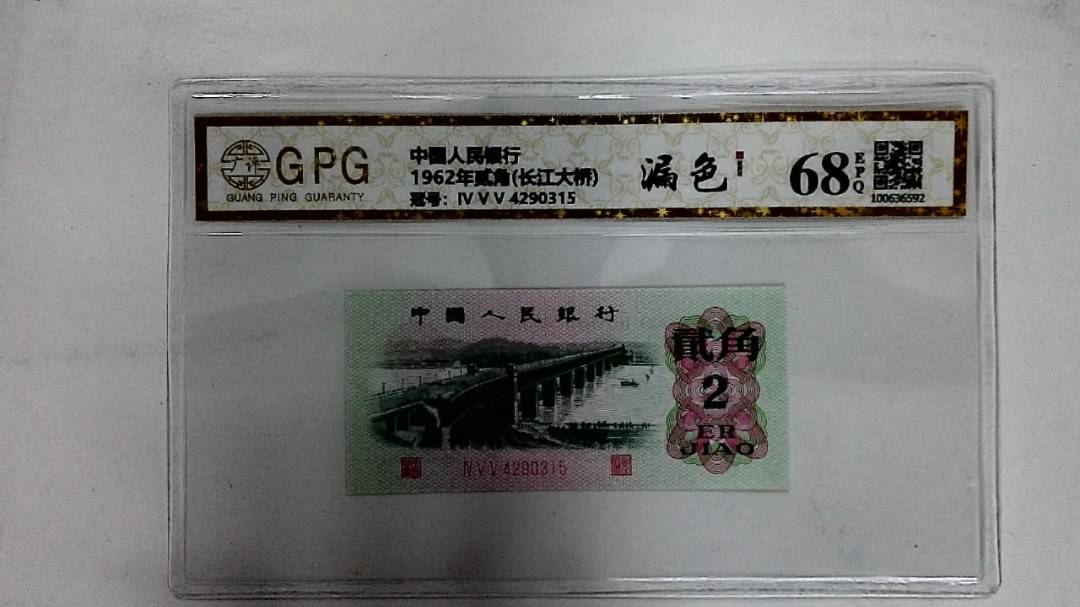 GPG
GUANG PING GUARANTY
中國人民銀行
1962年贰角(长江大桥)
冠号: IV V V 4290315
漏色
68
EPQ
100636592
中國人民銀行
貳角
2
ER
JIAO
IV V V 4290315